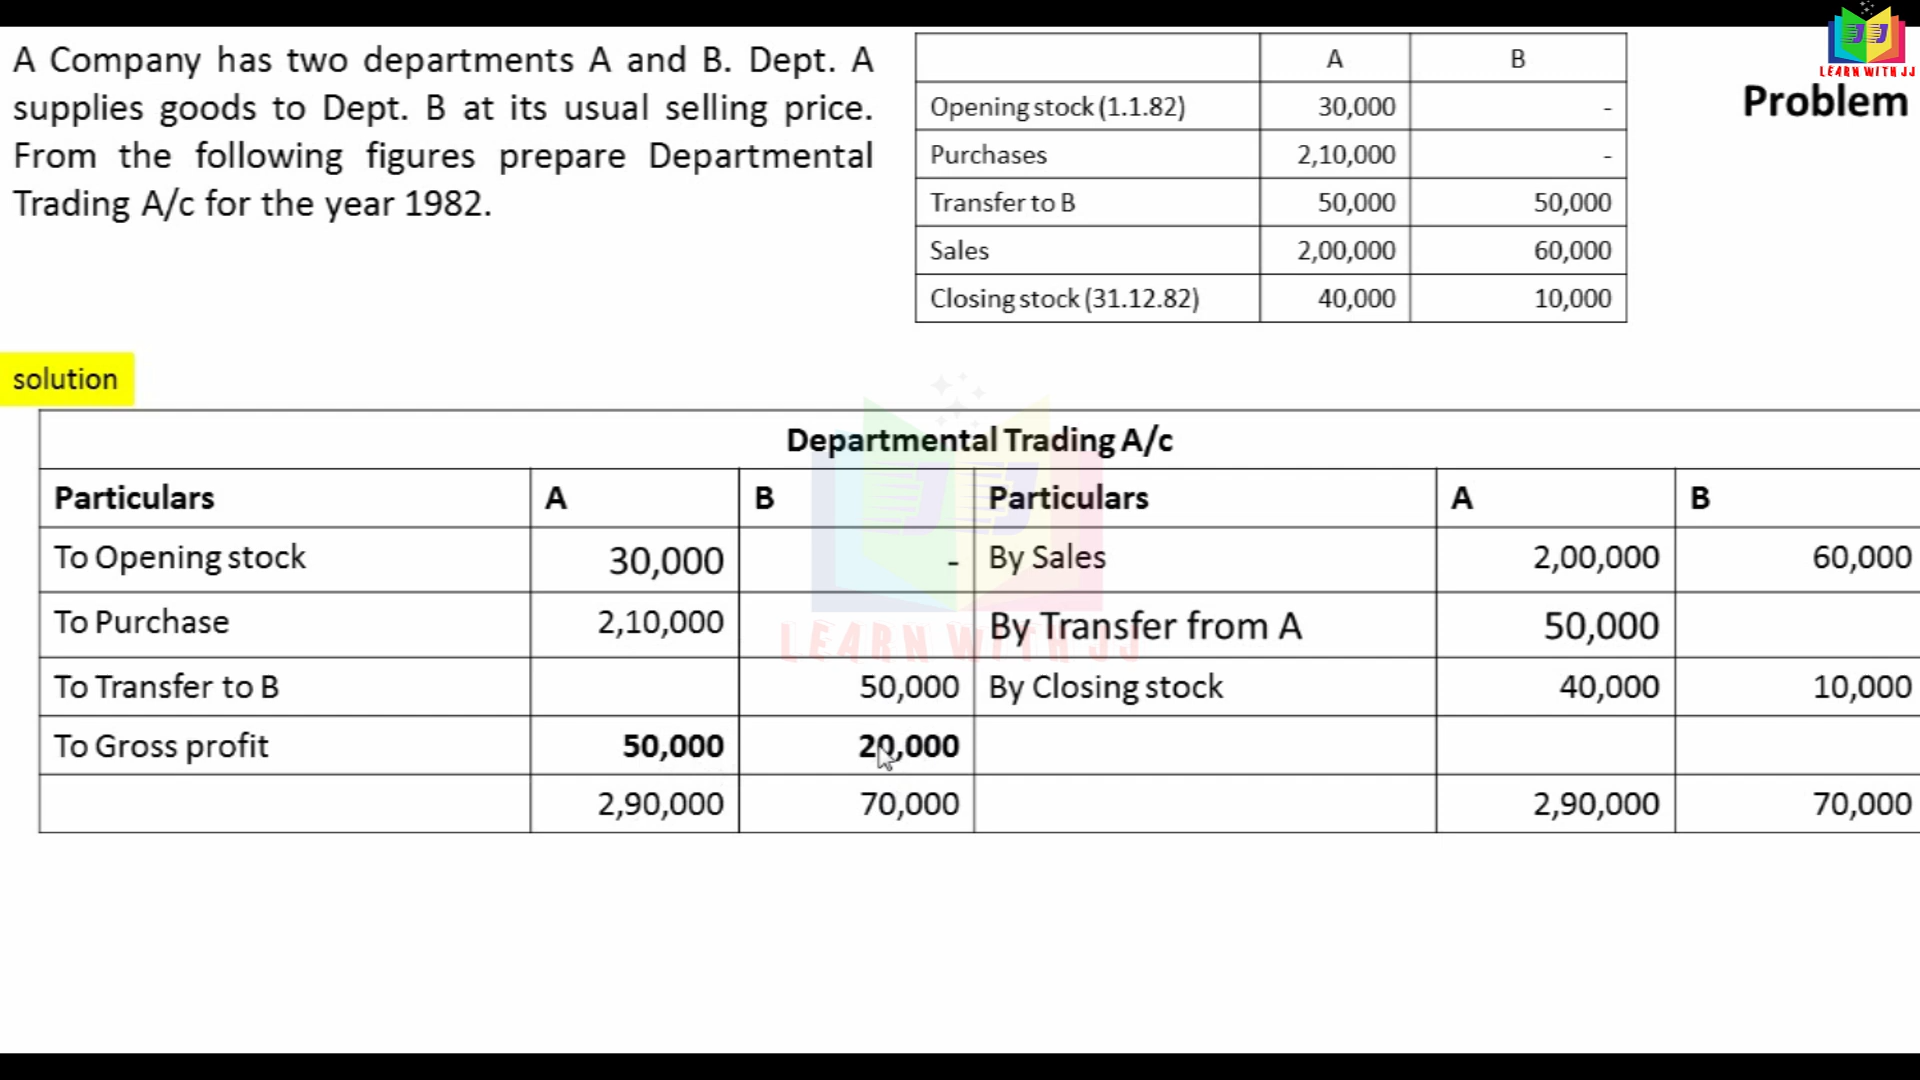 A Company has two departments A and B. Dept. A
supplies goods to Dept. B at its usual selling price.
From the following figures prepare Departmental
Trading A/c for the year 1982.
A B
Opening stock (1.1.82) 30,000 -
Purchases 2,10,000 -
Transfer to B 50,000 50,000
Sales 2,00,000 60,000
Closing stock (31.12.82) 40,000 10,000
JJ
LEARN WITH JJ
Problem
solution
Departmental Trading A/c
Particulars A B Particulars A B
To Opening stock 30,000 - By Sales 2,00,000 60,000
To Purchase 2,10,000 By Transfer from A 50,000
To Transfer to B 50,000 By Closing stock 40,000 10,000
To Gross profit 50,000 20,000
2,90,000 70,000 2,90,000 70,000
JJ
LEARN WITH JJ